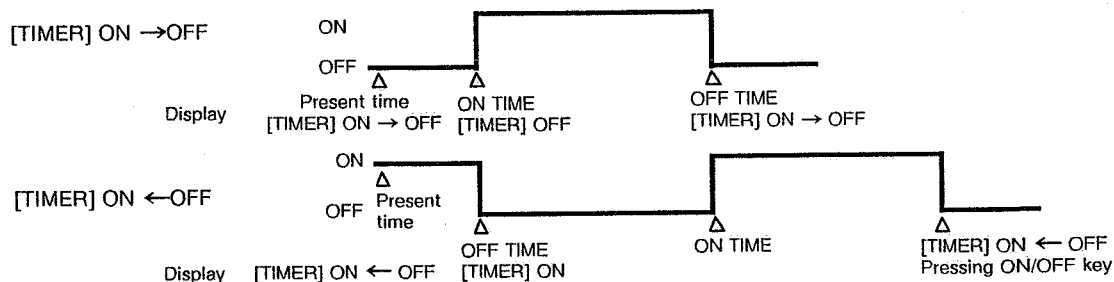 [TIMER] ON →OFF
ON
OFF
Display
Present time
[TIMER] ON → OFF
ON TIME
[TIMER] OFF
OFF TIME
[TIMER] ON → OFF
[TIMER] ON ←OFF
ON
OFF
Present
time
Display
[TIMER] ON ← OFF
OFF TIME
[TIMER] ON
ON TIME
[TIMER] ON ← OFF
Pressing ON/OFF key